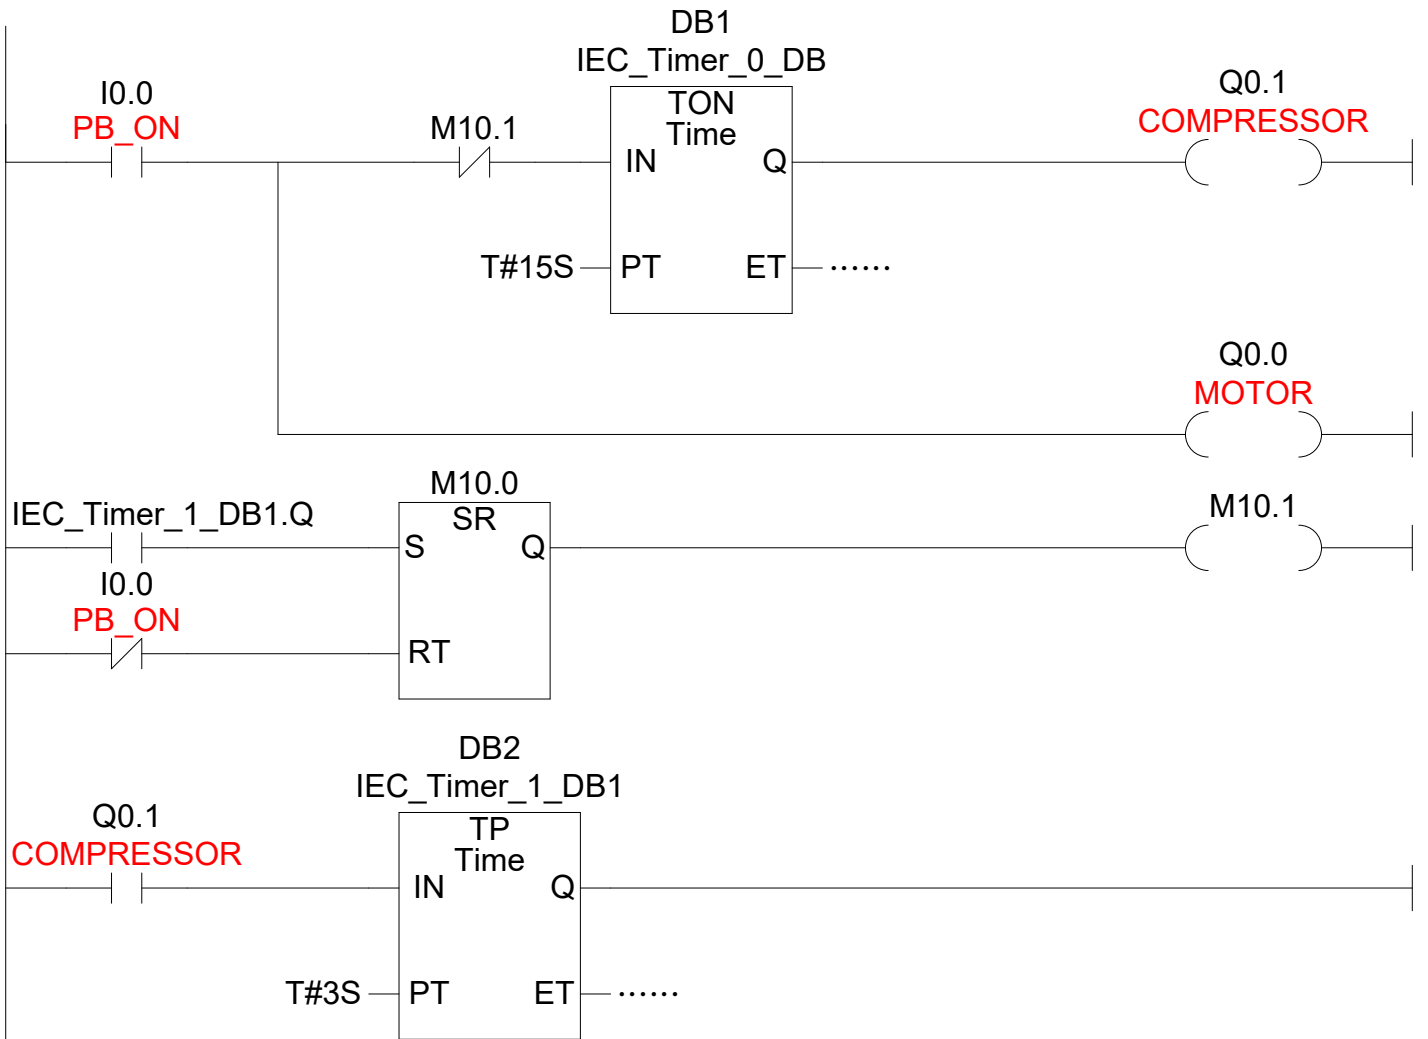 DB1
IEC_Timer_0_DB
I0.0
PB_ON
M10.1
TON
Time
Q0.1
COMPRESSOR
IN
Q
T#15S
PT
ET
......
Q0.0
MOTOR
IEC_Timer_1_DB1.Q
M10.0
SR
M10.1
S
Q
I0.0
PB_ON
RT
DB2
IEC_Timer_1_DB1
Q0.1
COMPRESSOR
TP
Time
IN
Q
T#3S
PT
ET
......